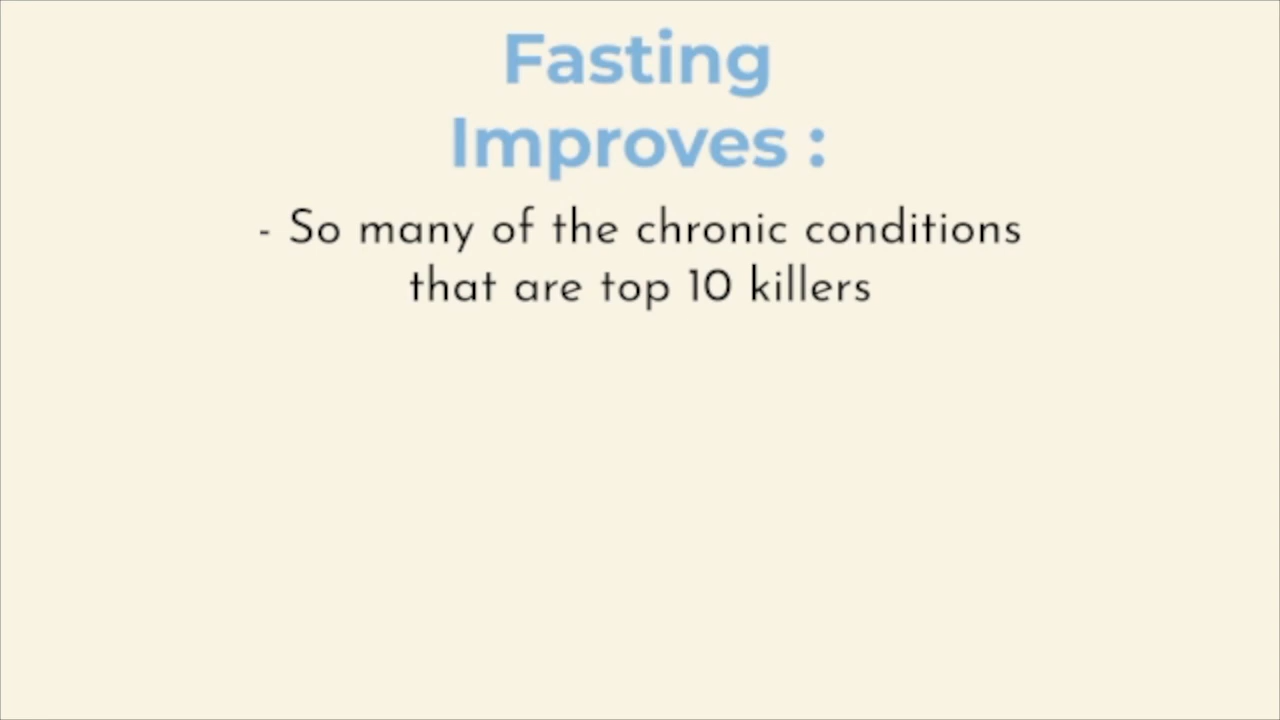 Fasting
Improves :
- So many of the chronic conditions
that are top 10 killers